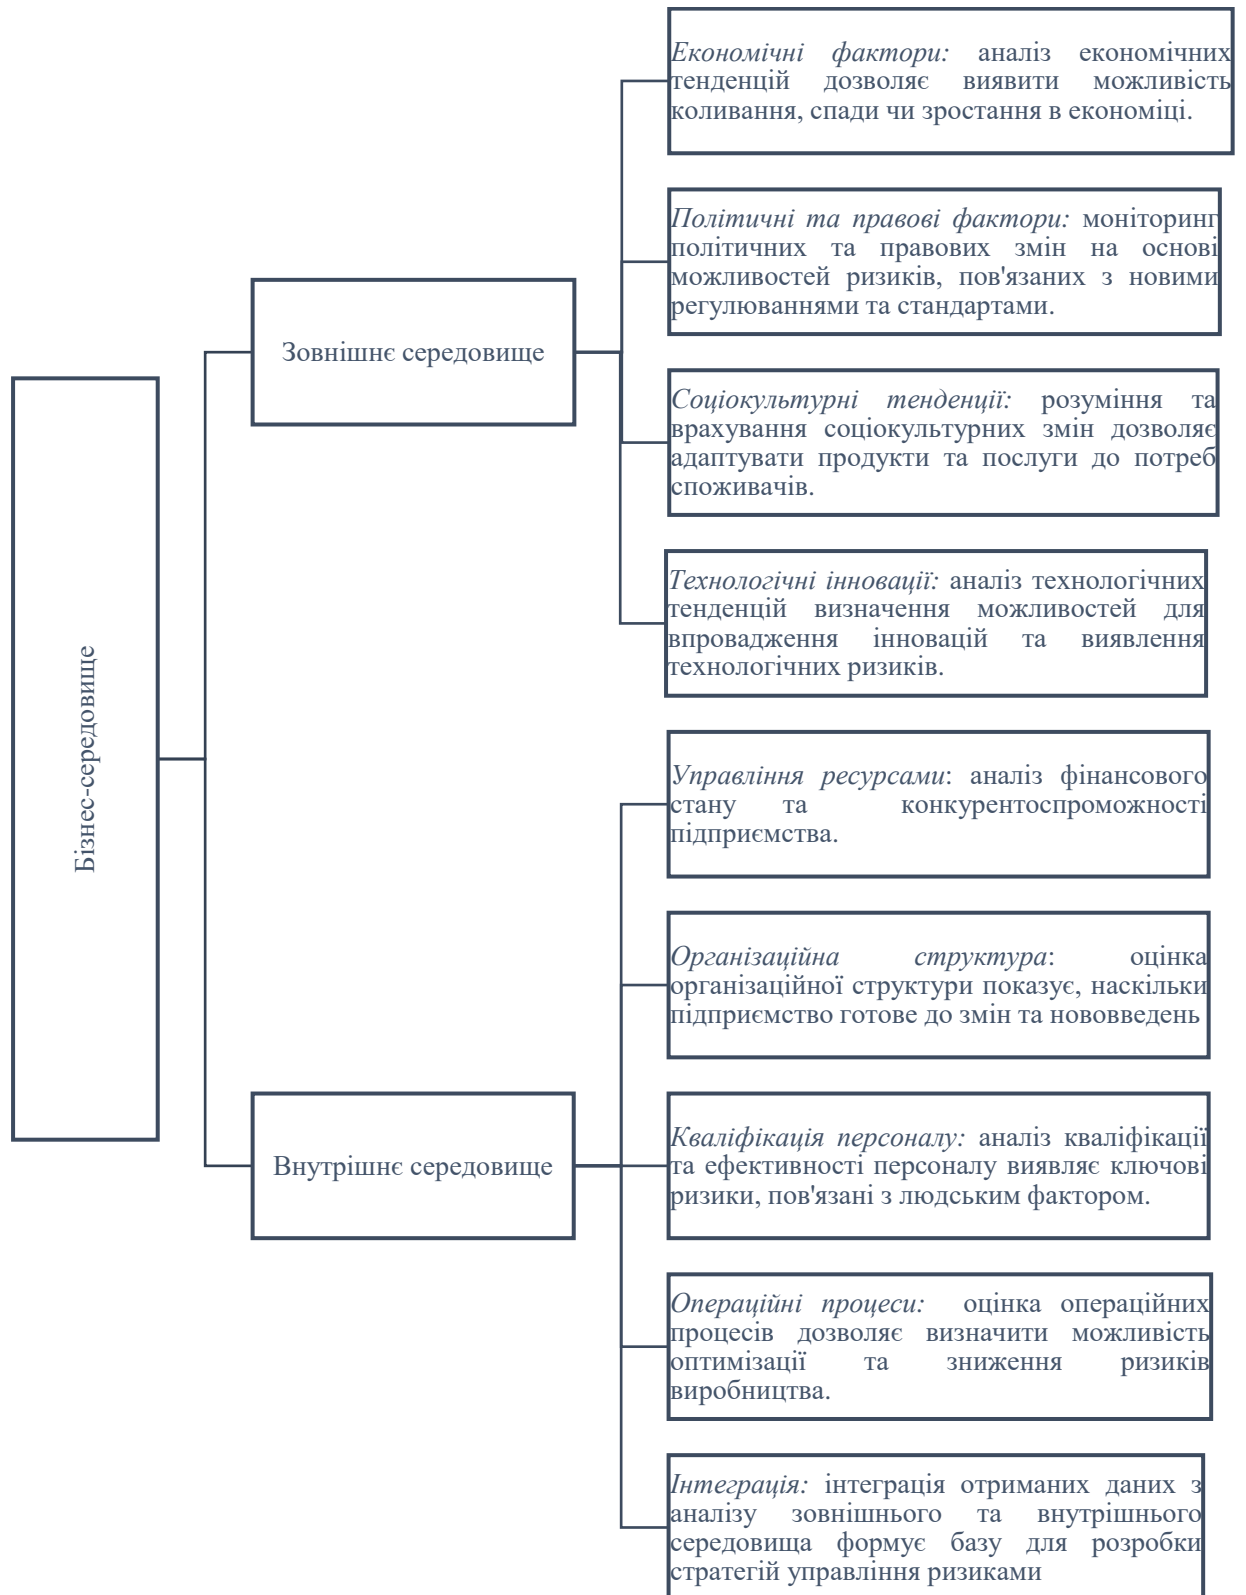 Бізнес-середовище
Зовнішнє середовище
Економічні фактори: аналіз економічних
тенденцій дозволяє виявити можливість
коливання, спади чи зростання в економіці.
Політичні та правові фактори: моніторинг
політичних та правових змін на основі
можливостей ризиків, пов'язаних з новими
регулюваннями та стандартами.
Соціокультурні тенденції: розуміння та
врахування соціокультурних змін дозволяє
адаптувати продукти та послуги до потреб
споживачів.
Технологічні інновації: аналіз технологічних
тенденцій визначення можливостей для
впровадження інновацій та виявлення
технологічних ризиків.
Внутрішнє середовище
Управління ресурсами: аналіз фінансового
стану та конкурентоспроможності
підприємства.
Організаційна структура: оцінка
організаційної структури показує, наскільки
підприємство готове до змін та нововведень
Кваліфікація персоналу: аналіз кваліфікації
та ефективності персоналу виявляє ключові
ризики, пов'язані з людським фактором.
Операційні процеси: оцінка операційних
процесів дозволяє визначити можливість
оптимізації та зниження ризиків
виробництва.
Інтеграція: інтеграція отриманих даних з
аналізу зовнішнього та внутрішнього
середовища формує базу для розробки
стратегій управління ризиками